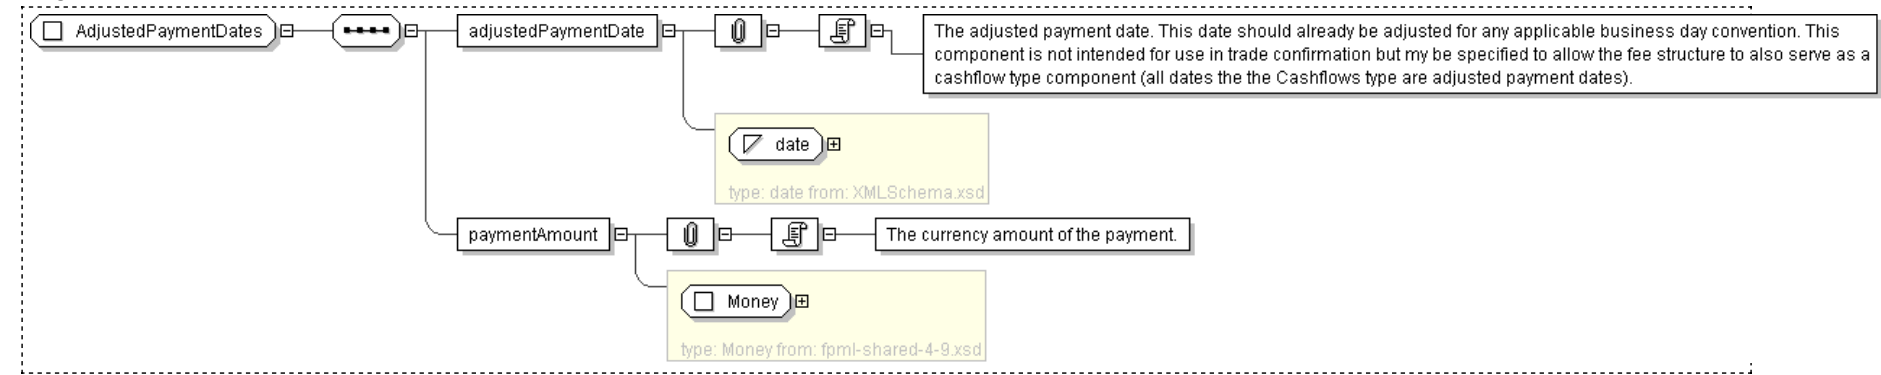 AdjustedPaymentDates
adjustedPaymentDate
The adjusted payment date. This date should already be adjusted for any applicable business day convention. This
component is not intended for use in trade confirmation but my be specified to allow the fee structure to also serve as a
cashflow type component (all dates the the Cashflows type are adjusted payment dates).
date
type: date from: XMLSchema.xsd
paymentAmount
The currency amount of the payment.
Money
type: Money from: fpml-shared-4-9.xsd